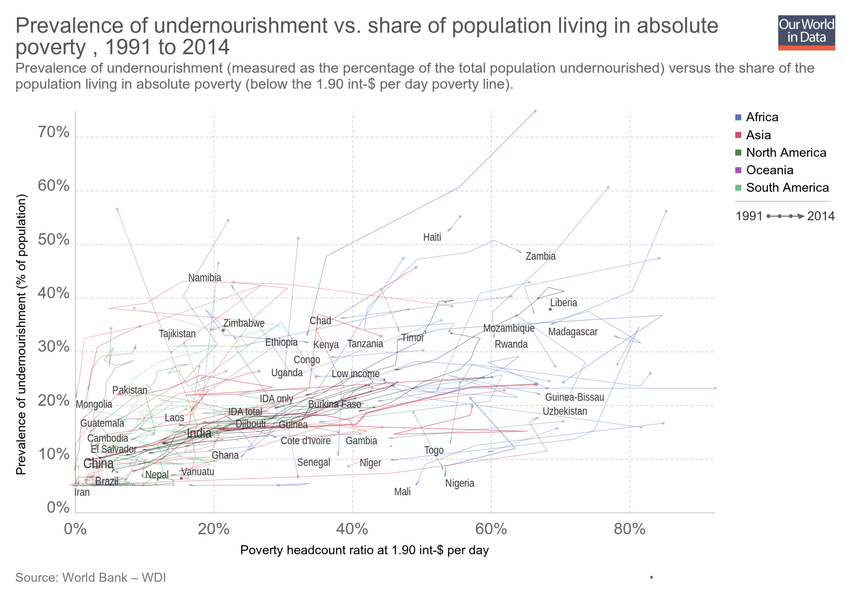 Prevalence of undernourishment vs. share of population living in absolute
poverty , 1991 to 2014
Our World
in Data
Prevalence of undernourishment (measured as the percentage of the total population undernourished) versus the share of the
population living in absolute poverty (below the 1.90 int-$ per day poverty line).
Africa
Asia
North America
Oceania
South America
1991 2014
Prevalence of undernourishment (% of population)
70%
60%
50%
40%
30%
20%
10%
0%
Haiti
Zambia
Namibia
Liberia
Zimbabwe
Chad
Mozambique
Madagascar
Tajikistan
Timor
Ethiopia
Kenya
Tanzania
Rwanda
Congo
Uganda
Low income
Pakistan
Mongolia
IDA only
Burkina Faso
Guinea-Bissau
Uzbekistan
IDA total
Laos
Guatemala
Djibouti
Guinea
India
Cambodia
Cote d'Ivoire
Gambia
El Salvador
Ghana
Togo
China
Senegal
Niger
Nepal
Vanuatu
Brazil
Nigeria
Iran
Mali
0%
20%
40%
60%
80%
Poverty headcount ratio at 1.90 int-$ per day
Source: World Bank – WDI